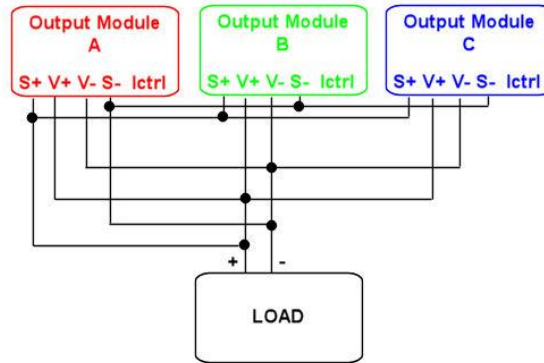 Output Module
A
S+ V+ V- S- Ictrl
Output Module
B
S+ V+ V- S- Ictrl
Output Module
C
S+ V+ V- S- Ictrl
+ -
LOAD